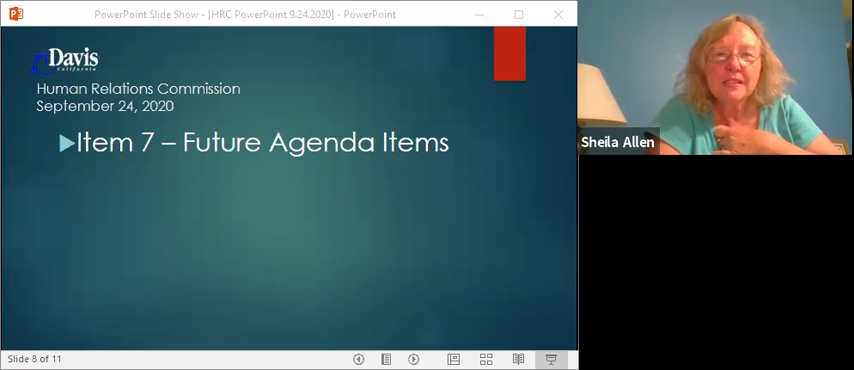 PowerPoint Slide Show - [HRC PowerPoint 9.24.2020] - PowerPoint
Davis
California
Human Relations Commission
September 24, 2020
Item 7 – Future Agenda Items
Sheila Allen
Slide 8 of 11